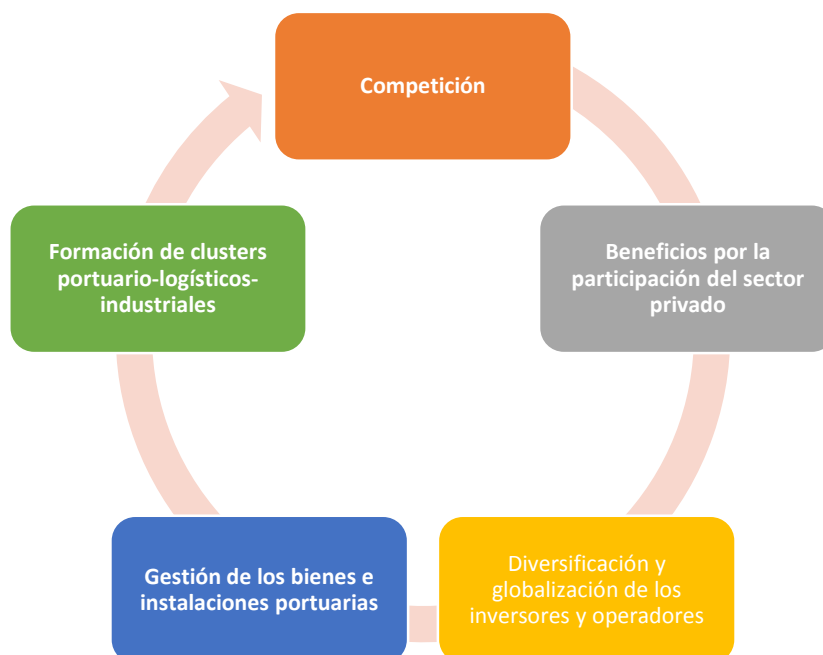 Competición
Beneficios por la
participación del sector
privado
Diversificación y
globalización de los
inversores y operadores
Gestión de los bienes e
instalaciones portuarias
Formación de clusters
portuario-logísticos-
industriales